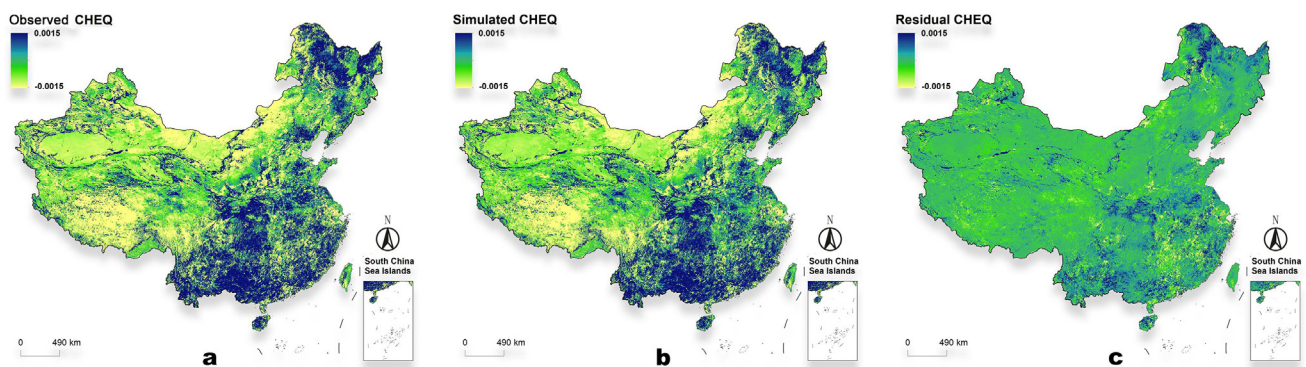 Observed CHEQ
0.0015
-0.0015
N
South China
Sea Islands
0 490 km
a
Simulated CHEQ
0.0015
-0.0015
N
South China
Sea Islands
0 490 km
b
Residual CHEQ
0.0015
-0.0015
N
South China
Sea Islands
0 490 km
c